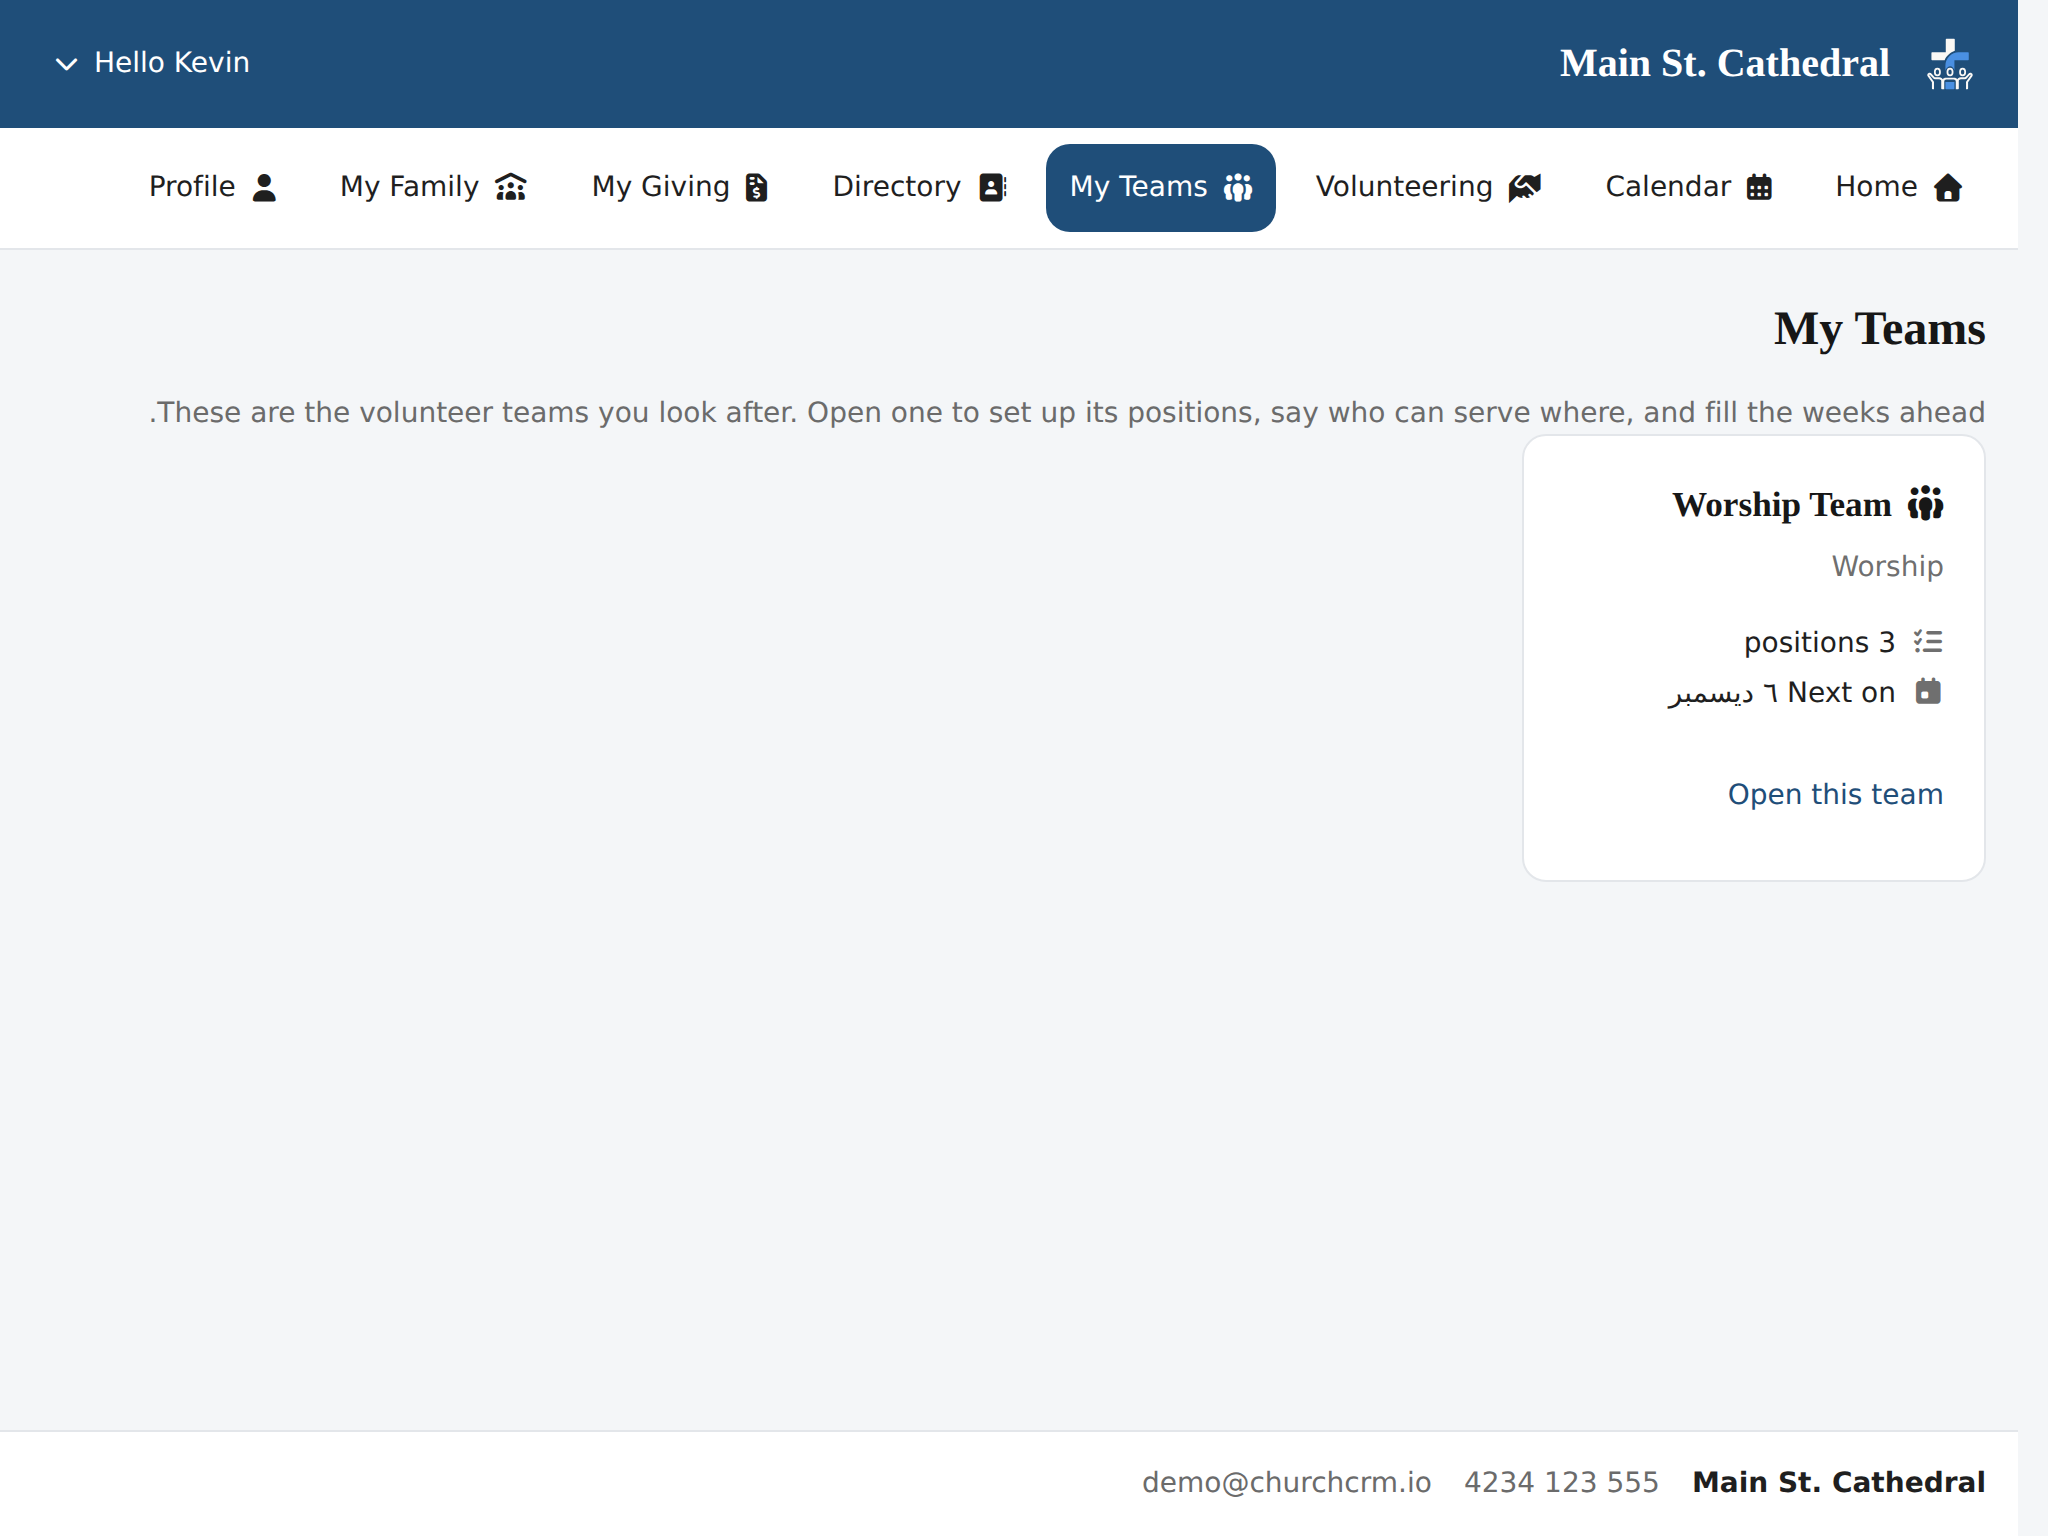 Main St. Cathedral
Hello Kevin
Home
Calendar
Volunteering
My Teams
Directory
My Giving
My Family
Profile
My Teams
.These are the volunteer teams you look after. Open one to set up its positions, say who can serve where, and fill the weeks ahead
Worship Team
Worship
positions 3
٦ ديسمبر Next on
Open this team
Main St. Cathedral
4234 123 555
demo@churchcrm.io